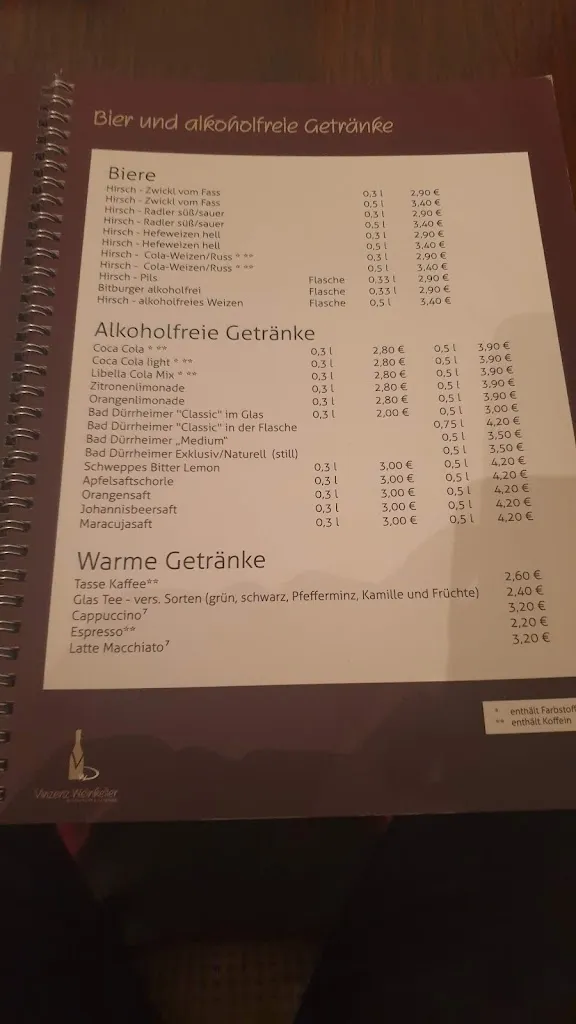 Bier und alkoholfreie Getränke
Biere
Hirsch - Zwickl vom Fass 0,3 l 2,90 €
Hirsch - Zwickl vom Fass 0,5 l 3,40 €
Hirsch - Radler süß/sauer 0,3 l 2,90 €
Hirsch - Radler süß/sauer 0,5 l 3,40 €
Hirsch - Hefeweizen hell 0,3 l 2,90 €
Hirsch - Hefeweizen hell 0,5 l 3,40 €
Hirsch - Cola-Weizen/Russ * ** 0,3 l 2,90 €
Hirsch - Cola-Weizen/Russ * ** 0,5 l 3,40 €
Hirsch - Pils Flasche 0,33 l 2,90 €
Bitburger alkoholfrei Flasche 0,33 l 2,90 €
Hirsch - alkoholfreies Weizen Flasche 0,5 l 3,40 €
Alkoholfreie Getränke
Coca Cola * ** 0,3 l 2,80 € 0,5 l 3,90 €
Coca Cola light * ** 0,3 l 2,80 € 0,5 l 3,90 €
Libella Cola Mix * ** 0,3 l 2,80 € 0,5 l 3,90 €
Zitronenlimonade 0,3 l 2,80 € 0,5 l 3,90 €
Orangenlimonade 0,3 l 2,80 € 0,5 l 3,90 €
Bad Dürrheimer "Classic" im Glas 0,3 l 2,00 € 0,5 l 3,00 €
Bad Dürrheimer "Classic" in der Flasche 0,75 l 4,20 €
Bad Dürrheimer „Medium" 0,5 l 3,50 €
Bad Dürrheimer Exklusiv/Naturell (still) 0,5 l 3,50 €
Schweppes Bitter Lemon 0,3 l 3,00 € 0,5 l 4,20 €
Apfelsaftschorle 0,3 l 3,00 € 0,5 l 4,20 €
Orangensaft 0,3 l 3,00 € 0,5 l 4,20 €
Johannisbeersaft 0,3 l 3,00 € 0,5 l 4,20 €
Maracujasaft 0,3 l 3,00 € 0,5 l 4,20 €
Warme Getränke
Tasse Kaffee** 2,60 €
Glas Tee - vers. Sorten (grün, schwarz, Pfefferminz, Kamille und Früchte) 2,40 €
Cappuccino⁷ 3,20 €
Espresso** 2,20 €
Latte Macchiato⁷ 3,20 €
* enthält Farbstoff
** enthält Koffein
Vinzenz Weinkeller